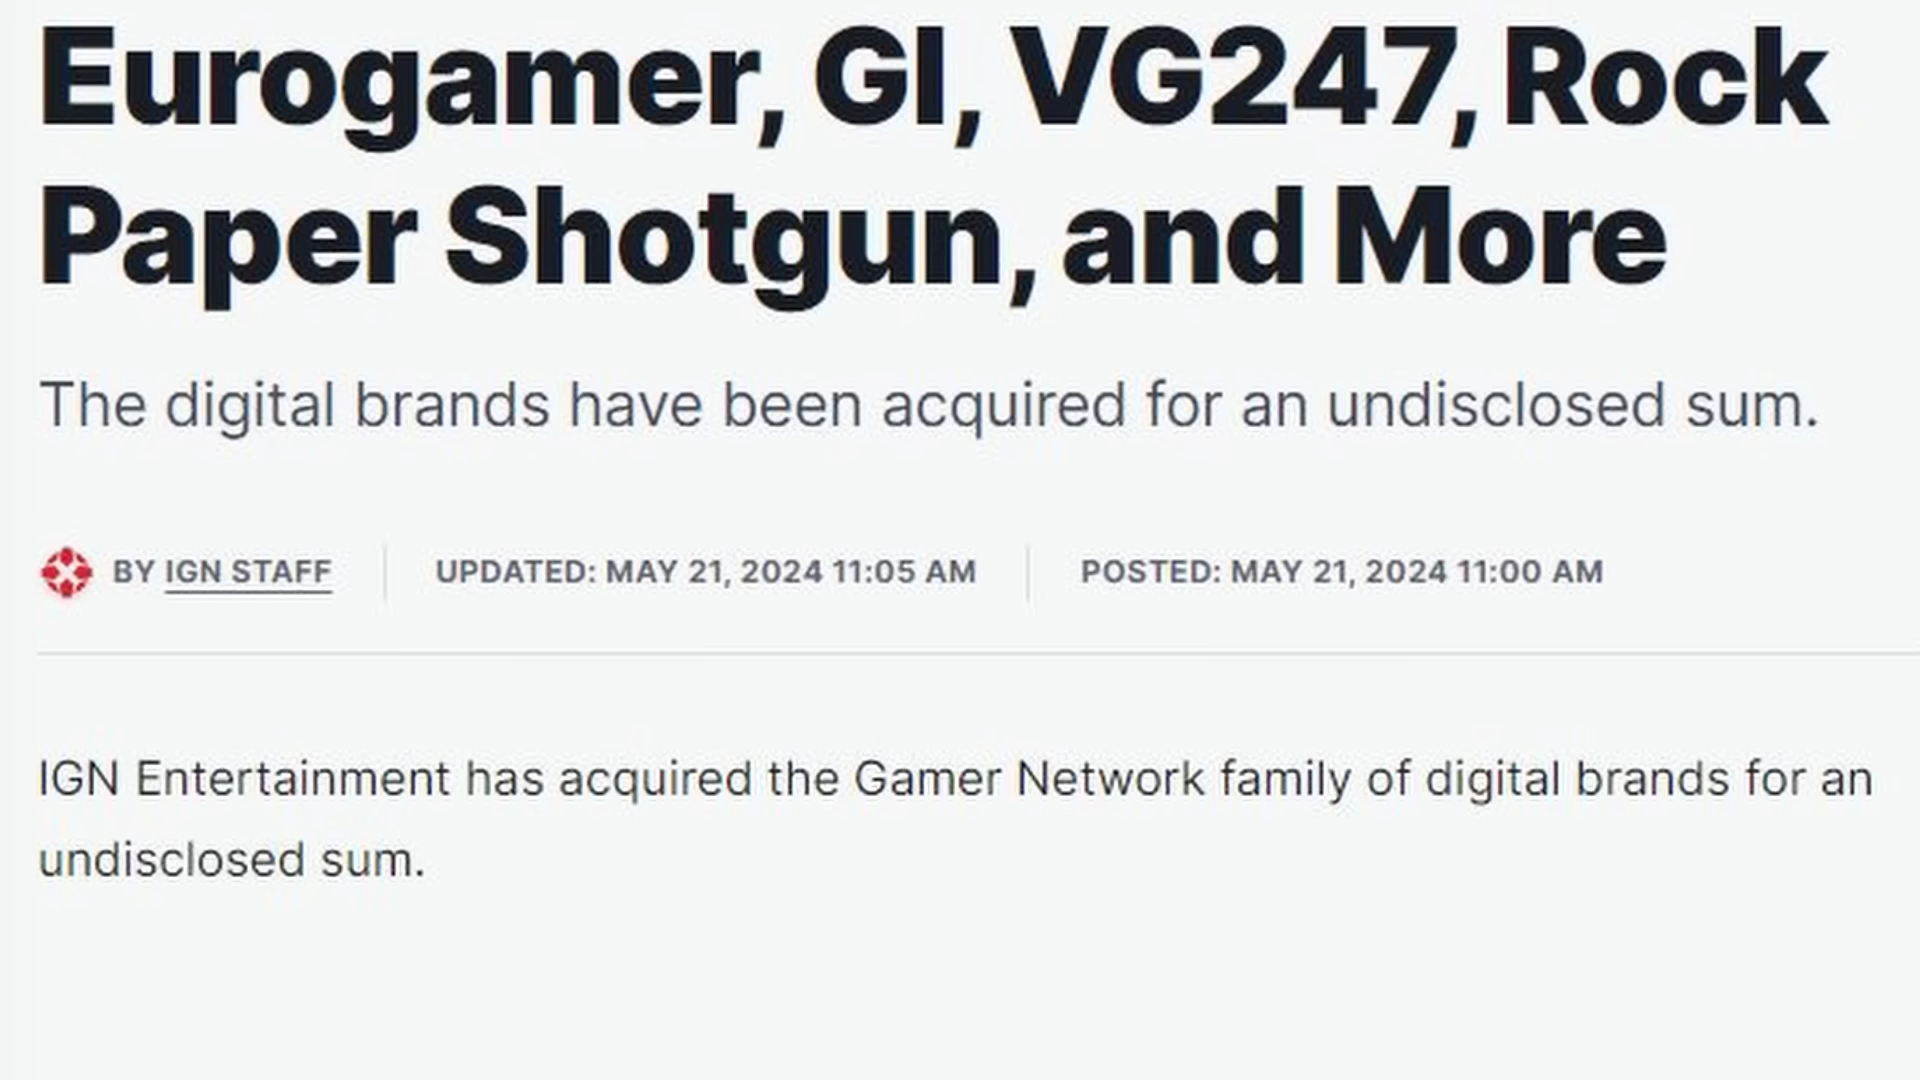 Eurogamer, GI, VG247, Rock
Paper Shotgun, and More
The digital brands have been acquired for an undisclosed sum.
BY IGN STAFF UPDATED: MAY 21, 2024 11:05 AM POSTED: MAY 21, 2024 11:00 AM
IGN Entertainment has acquired the Gamer Network family of digital brands for an
undisclosed sum.